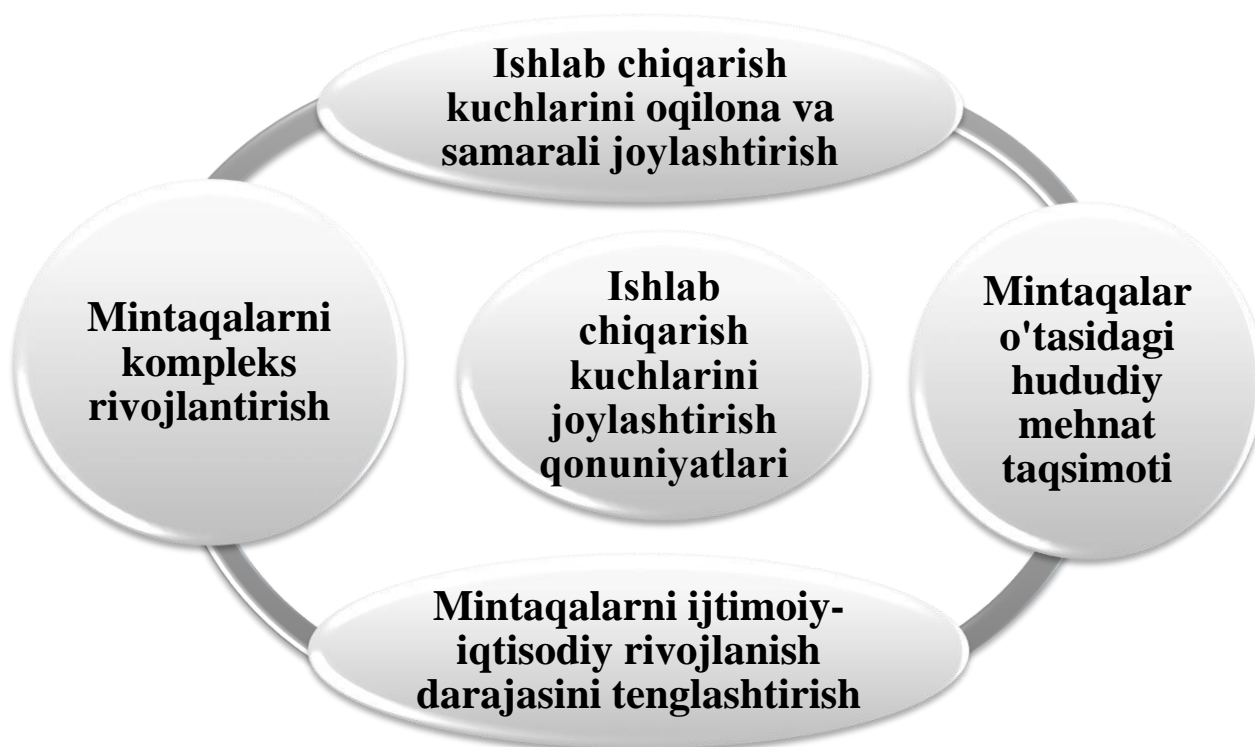 Ishlab chiqarish
kuchlarini oqilona va
samarali joylashtirish
Mintaqalarni
kompleks
rivojlantirish
Ishlab
chiqarish
kuchlarini
joylashtirish
qonuniyatlari
Mintaqalar
o'tasidagi
hududiy
mehnat
taqsimoti
Mintaqalarni ijtimoiy-
iqtisodiy rivojlanish
darajasini tenglashtirish